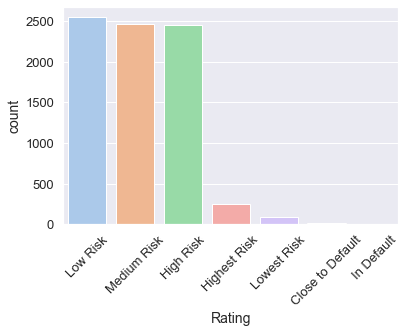 2500
2000
1500
1000
500
0
count
Low Risk
Medium Risk
High Risk
Highest Risk
Lowest Risk
Close to Default
In Default
Rating